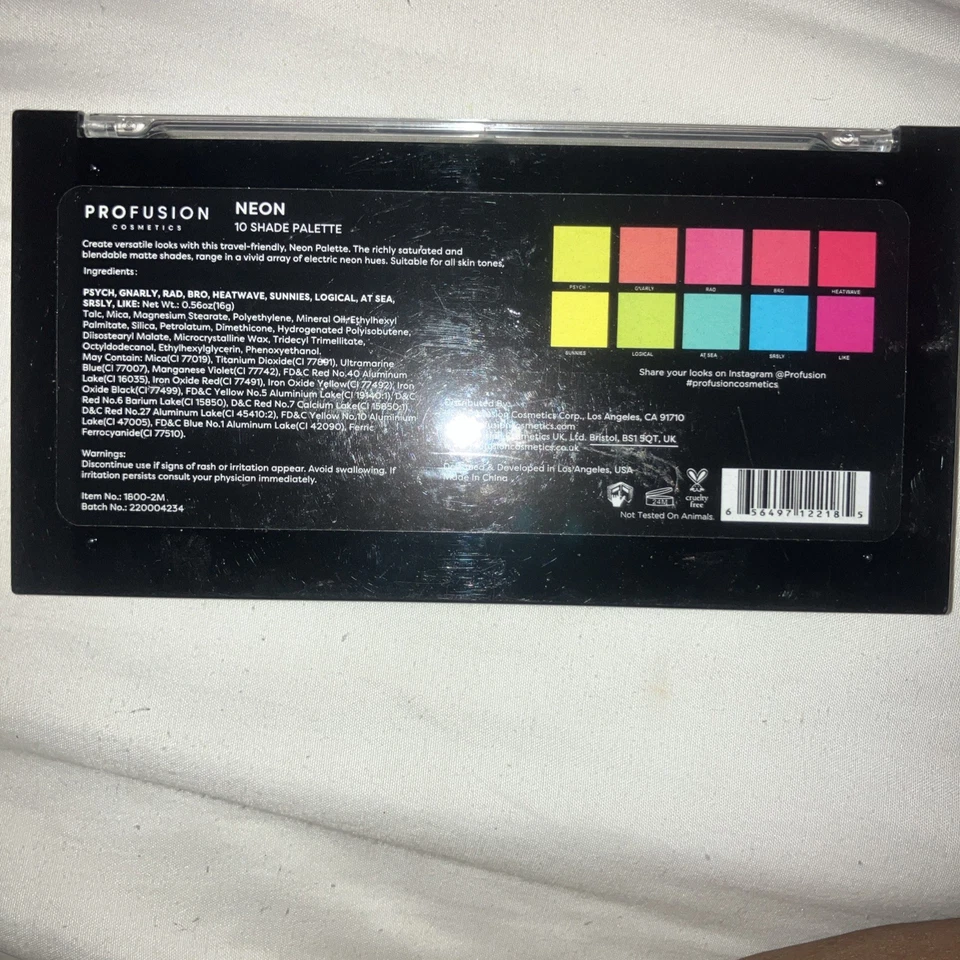 PROFUSION
COSMETICS
NEON
10 SHADE PALETTE
Create versatile looks with this travel-friendly, Neon Palette. The richly saturated and
blendable matte shades, range in a vivid array of electric neon hues. Suitable for all skin tones,
Ingredients:
PSYCH, GNARLY, RAD, BRO, HEATWAVE, SUNNIES, LOGICAL, AT SEA,
SRSLY, LIKE: Net Wt.: 0.56oz(16g)
Talc, Mica, Magnesium Stearate, Polyethylene, Mineral Oil, Ethylhexyl
Palmitate, Silica, Petrolatum, Dimethicone, Hydrogenated Polyisobutene,
Diisostearyl Malate, Microcrystalline Wax, Tridecyl Trimellitate,
Octyldodecanol, Ethylhexylglycerin, Phenoxyethanol.
May Contain: Mica(CI 77019), Titanium Dioxide(CI 77891), Ultramarine
Blue(CI 77007), Manganese Violet(CI 77742), FD&C Red No.40 Aluminum
Lake(CI 16035), Iron Oxide Red(CI 77491), Iron Oxide Yellow(CI 77492), Iron
Oxide Black(CI 77499), FD&C Yellow No.5 Aluminum Lake(CI 19140:1), D&C
Red No.6 Barium Lake(CI 15850), D&C Red No.7 Calcium Lake(CI 15850:1),
D&C Red No.27 Aluminum Lake(CI 45410:2), FD&C Yellow No.10 Aluminium
Lake(CI 47005), FD&C Blue No.1 Aluminum Lake(CI 42090), Ferric
Ferrocyanide(CI 77510).
Warnings:
Discontinue use if signs of rash or irritation appear. Avoid swallowing. If
irritation persists consult your physician immediately.
Item No.: 1800-2M
Batch No.: 220004234
PSYCH GNARLY RAD BRO HEATWAVE
SUNNIES LOGICAL AT SEA SRSLY LIKE
Share your looks on Instagram @Profusion
#profusioncosmetics
Distributed By:
Cosmetics Corp., Los Angeles, CA 91710
UK, Ltd. Bristol, BS1 5QT, UK
Designed & Developed in Los Angeles, USA
Made in China
24M
cruelty
free
Not Tested On Animals.
6 56497 12218 5